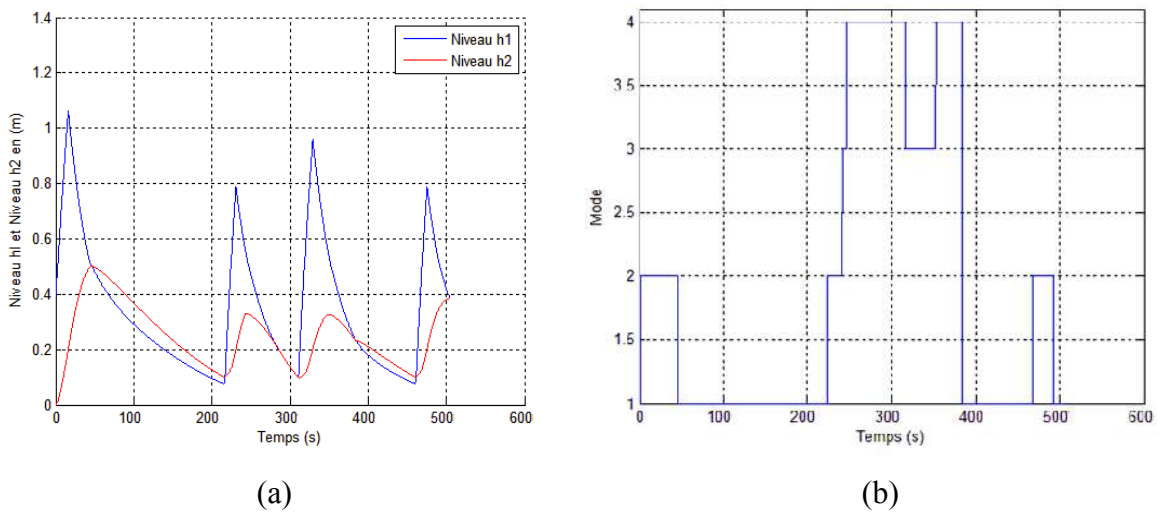 1.4
1.2
1
0.8
0.6
0.4
0.2
0
0 100 200 300 400 500 600
Niveau hl et Niveau h2 en (m)
Temps (s)
Niveau h1
Niveau h2
(a)
4
3.5
3
2.5
2
1.5
1
0 100 200 300 400 500 600
Mode
Temps (s)
(b)